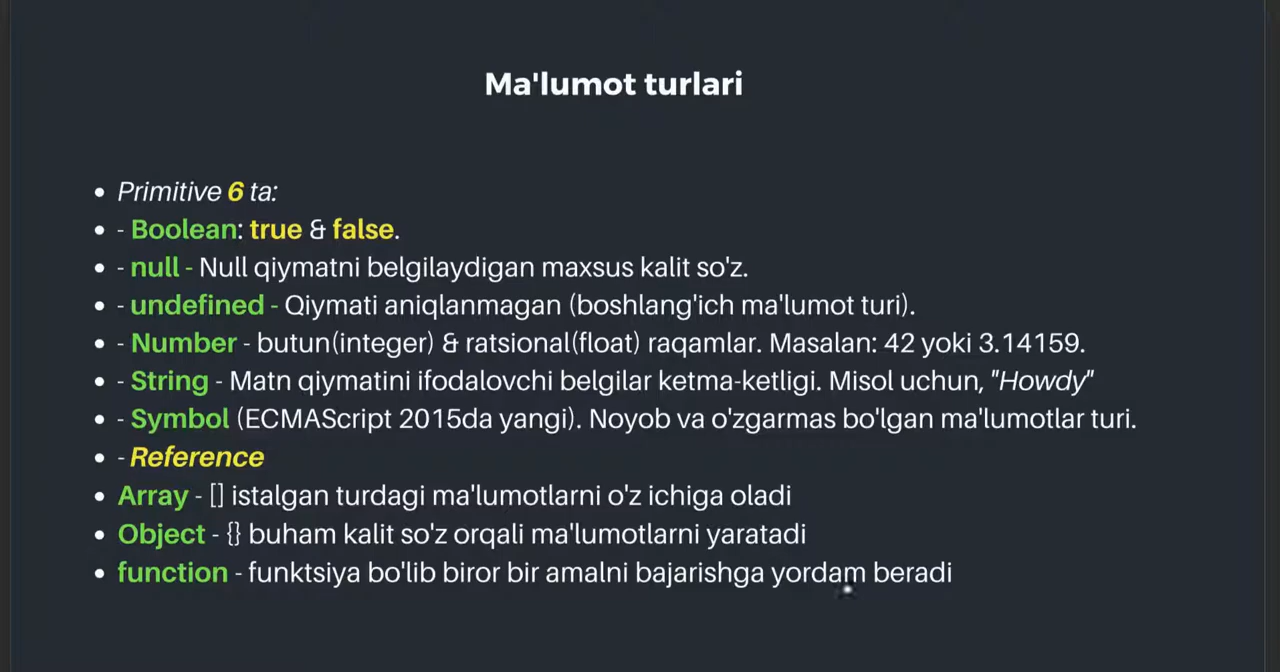 Ma'lumot turlari
• Primitive 6 ta:
• - Boolean: true & false.
• - null - Null qiymatni belgilaydigan maxsus kalit so'z.
• - undefined - Qiymati aniqlanmagan (boshlang'ich ma'lumot turi).
• - Number - butun(integer) & ratsional(float) raqamlar. Masalan: 42 yoki 3.14159.
• - String - Matn qiymatini ifodalovchi belgilar ketma-ketligi. Misol uchun, "Howdy"
• - Symbol (ECMAScript 2015da yangi). Noyob va o'zgarmas bo'lgan ma'lumotlar turi.
• - Reference
• Array - [] istalgan turdagi ma'lumotlarni o'z ichiga oladi
• Object - {} buham kalit so'z orqali ma'lumotlarni yaratadi
• function - funktsiya bo'lib biror bir amalni bajarishga yordam beradi